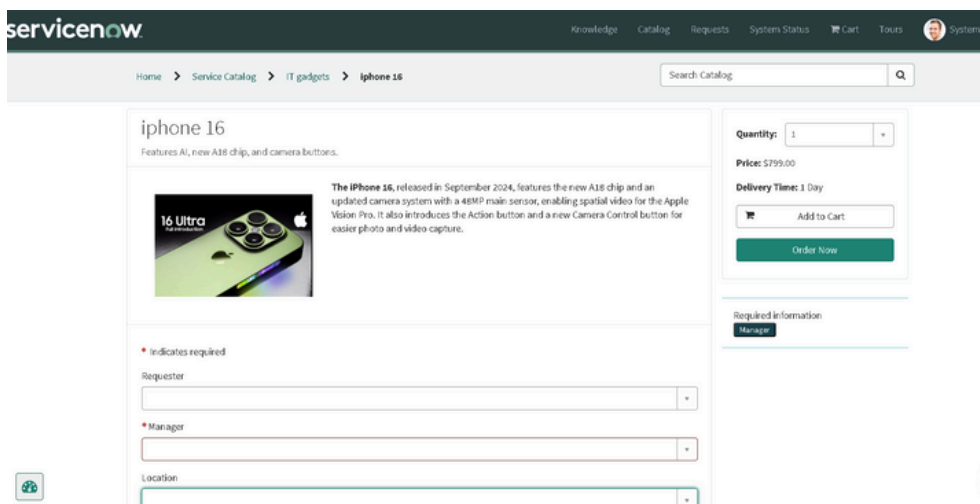 servicenow
Knowledge Catalog Requests System Status Cart Tours System
Home > Service Catalog > IT gadgets > iphone 16
Search Catalog
iphone 16
Features AI, new A18 chip, and camera buttons.
16 Ultra
Full Introduction
The iPhone 16, released in September 2024, features the new A18 chip and an
updated camera system with a 48MP main sensor, enabling spatial video for the Apple
Vision Pro. It also introduces the Action button and a new Camera Control button for
easier photo and video capture.
* Indicates required
Requester
* Manager
Location
Quantity: 1
Price: $799.00
Delivery Time: 1 Day
Add to Cart
Order Now
Required information
Manager